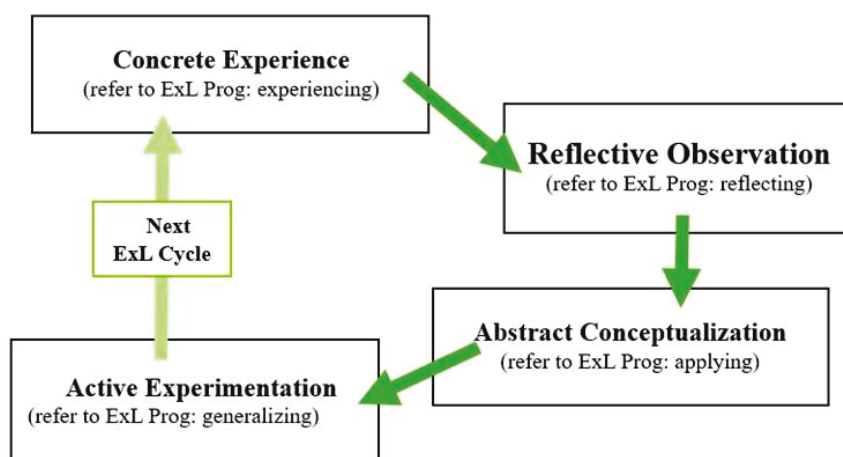 Concrete Experience
(refer to ExL Prog: experiencing)
Reflective Observation
(refer to ExL Prog: reflecting)
Next
ExL Cycle
Abstract Conceptualization
(refer to ExL Prog: applying)
Active Experimentation
(refer to ExL Prog: generalizing)